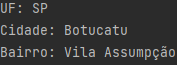 UF: SP
Cidade: Botucatu
Bairro: Vila Assumpção